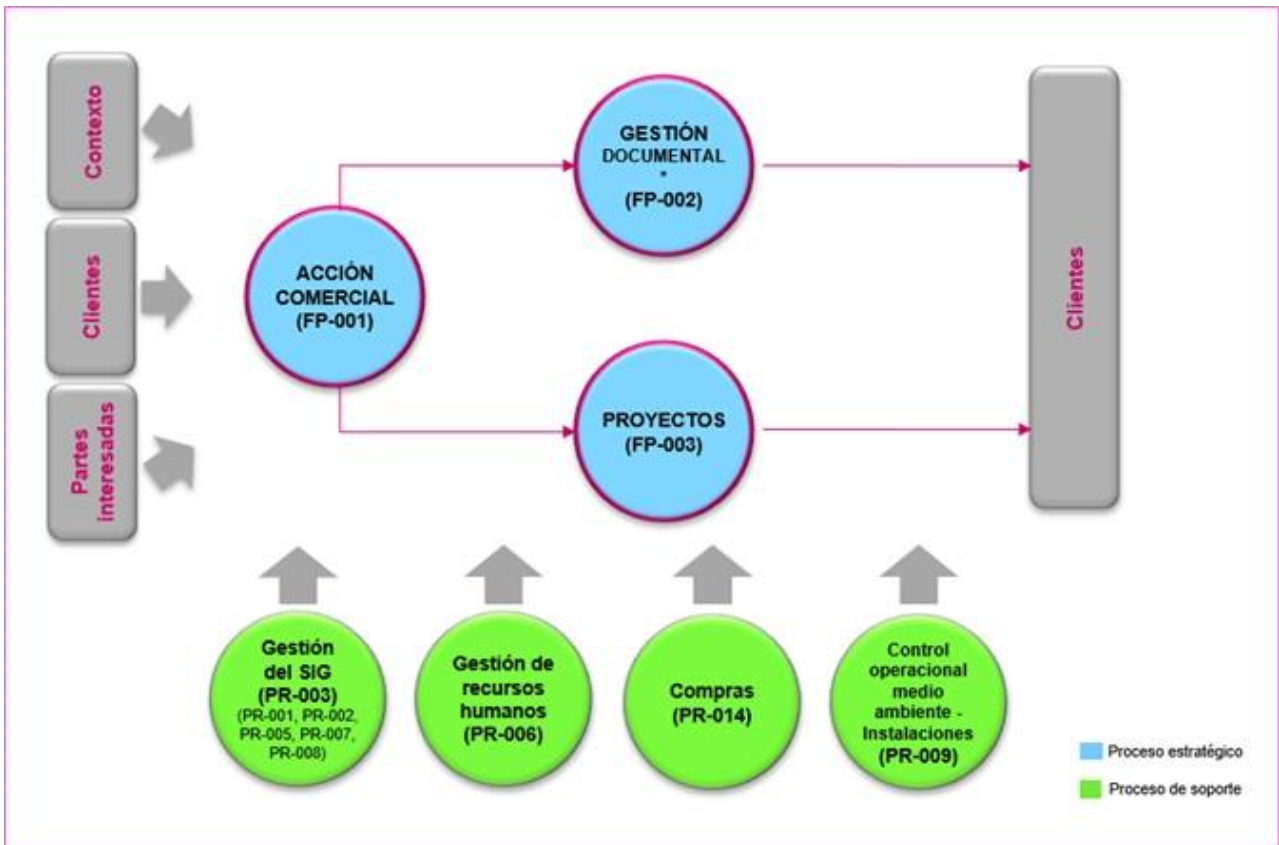 Contexto
Clientes
Partes
interesadas
ACCIÓN
COMERCIAL
(FP-001)
GESTIÓN
DOCUMENTAL
*
(FP-002)
PROYECTOS
(FP-003)
Clientes
Gestión
del SIG
(PR-003)
(PR-001, PR-002,
PR-005, PR-007,
PR-008)
Gestión de
recursos
humanos
(PR-006)
Compras
(PR-014)
Control
operacional
medio
ambiente -
Instalaciones
(PR-009)
Proceso estratégico
Proceso de soporte